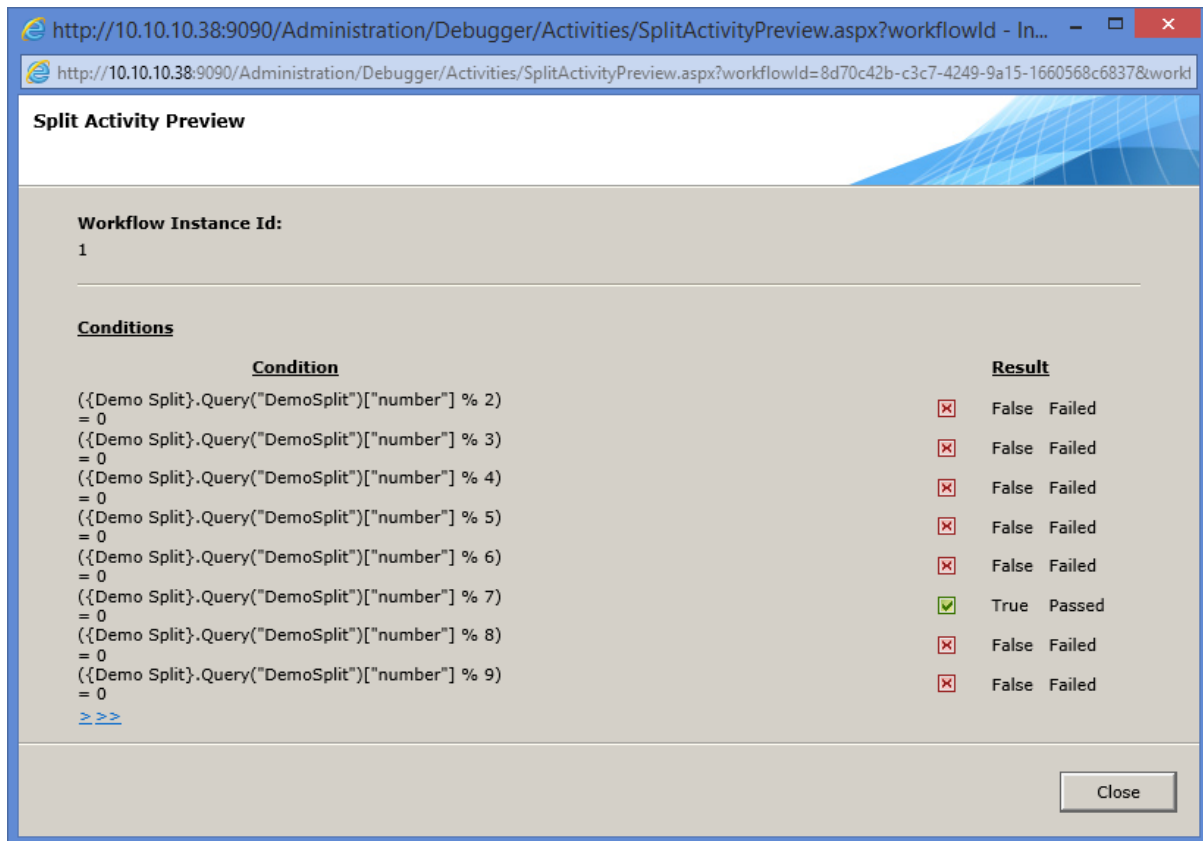 http://10.10.10.38:9090/Administration/Debugger/Activities/SplitActivityPreview.aspx?workflowId - In...
http://10.10.10.38:9090/Administration/Debugger/Activities/SplitActivityPreview.aspx?workflowId=8d70c42b-c3c7-4249-9a15-1660568c6837&workf
Split Activity Preview
Workflow Instance Id:
1
Conditions
Condition Result
({Demo Split}.Query("DemoSplit")["number"] % 2)
= 0
False Failed
({Demo Split}.Query("DemoSplit")["number"] % 3)
= 0
False Failed
({Demo Split}.Query("DemoSplit")["number"] % 4)
= 0
False Failed
({Demo Split}.Query("DemoSplit")["number"] % 5)
= 0
False Failed
({Demo Split}.Query("DemoSplit")["number"] % 6)
= 0
False Failed
({Demo Split}.Query("DemoSplit")["number"] % 7)
= 0
True Passed
({Demo Split}.Query("DemoSplit")["number"] % 8)
= 0
False Failed
({Demo Split}.Query("DemoSplit")["number"] % 9)
= 0
False Failed
> >>
Close